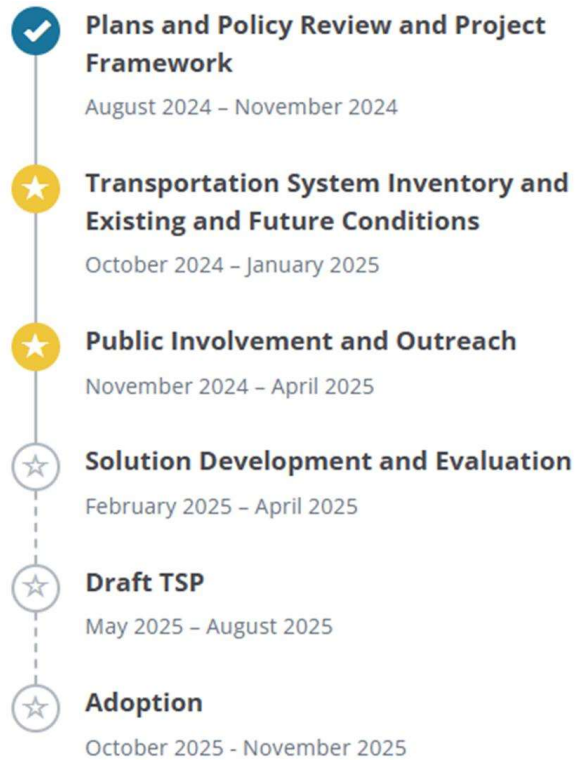 Plans and Policy Review and Project
Framework
August 2024 – November 2024
Transportation System Inventory and
Existing and Future Conditions
October 2024 – January 2025
Public Involvement and Outreach
November 2024 – April 2025
Solution Development and Evaluation
February 2025 – April 2025
Draft TSP
May 2025 – August 2025
Adoption
October 2025 - November 2025